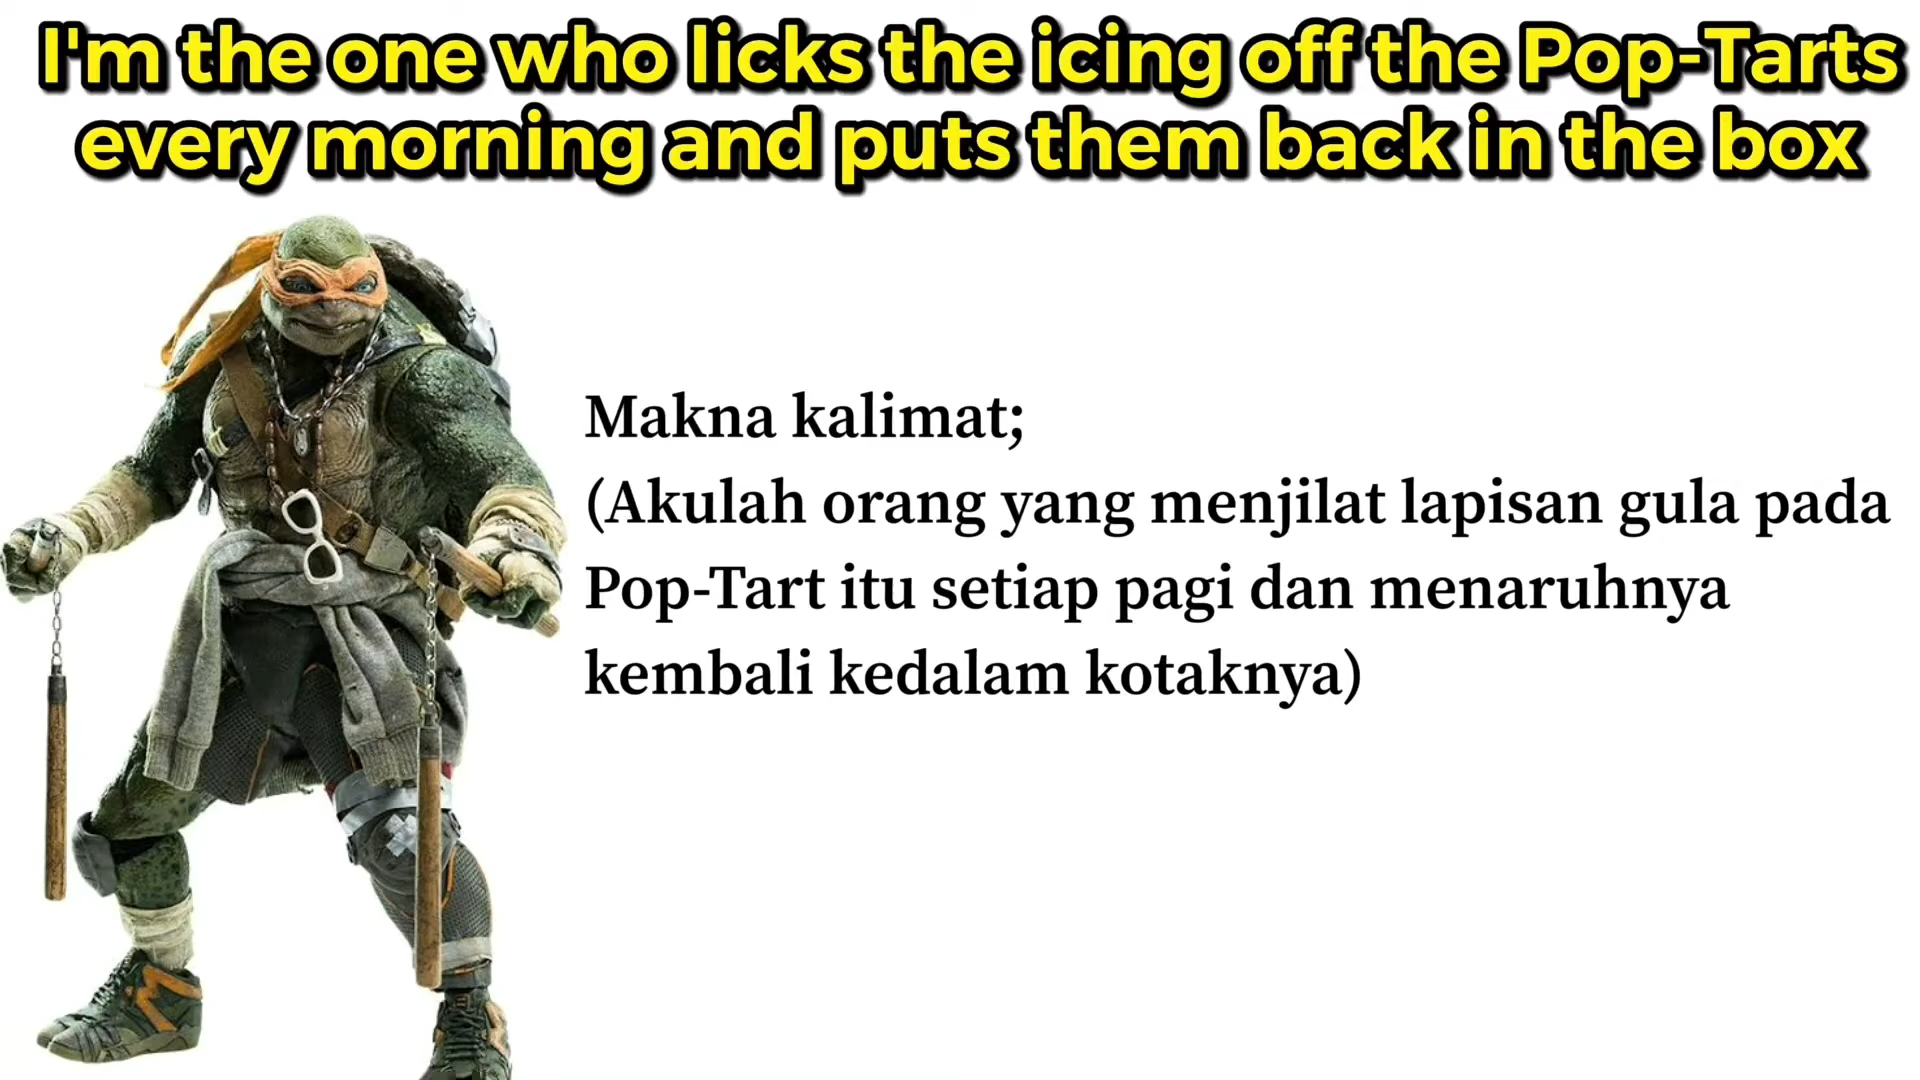 I'm the one who licks the icing off the Pop-Tarts
every morning and puts them back in the box
Makna kalimat;
(Akulah orang yang menjilat lapisan gula pada
Pop-Tart itu setiap pagi dan menaruhnya
kembali kedalam kotaknya)